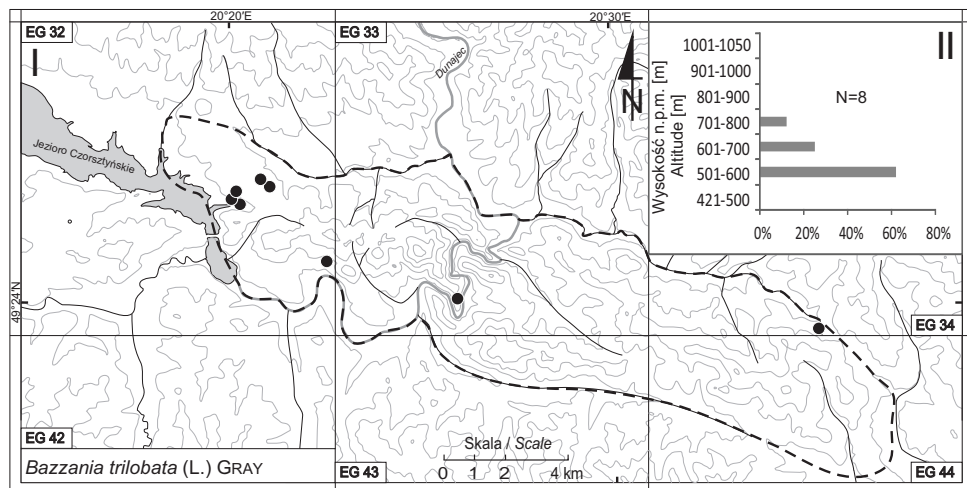 20°20'E
20°30'E
EG 32
EG 33
I
II
Dunajec
N
Jezioro Czorsztyńskie
49°24'N
Wysokość n.p.m. [m]
Altitude [m]
1001-1050
901-1000
801-900
701-800
601-700
501-600
421-500
N=8
0% 20% 40% 60% 80%
EG 34
EG 42
EG 43
EG 44
Skala / Scale
0 1 2 4 km
Bazzania trilobata (L.) GRAY